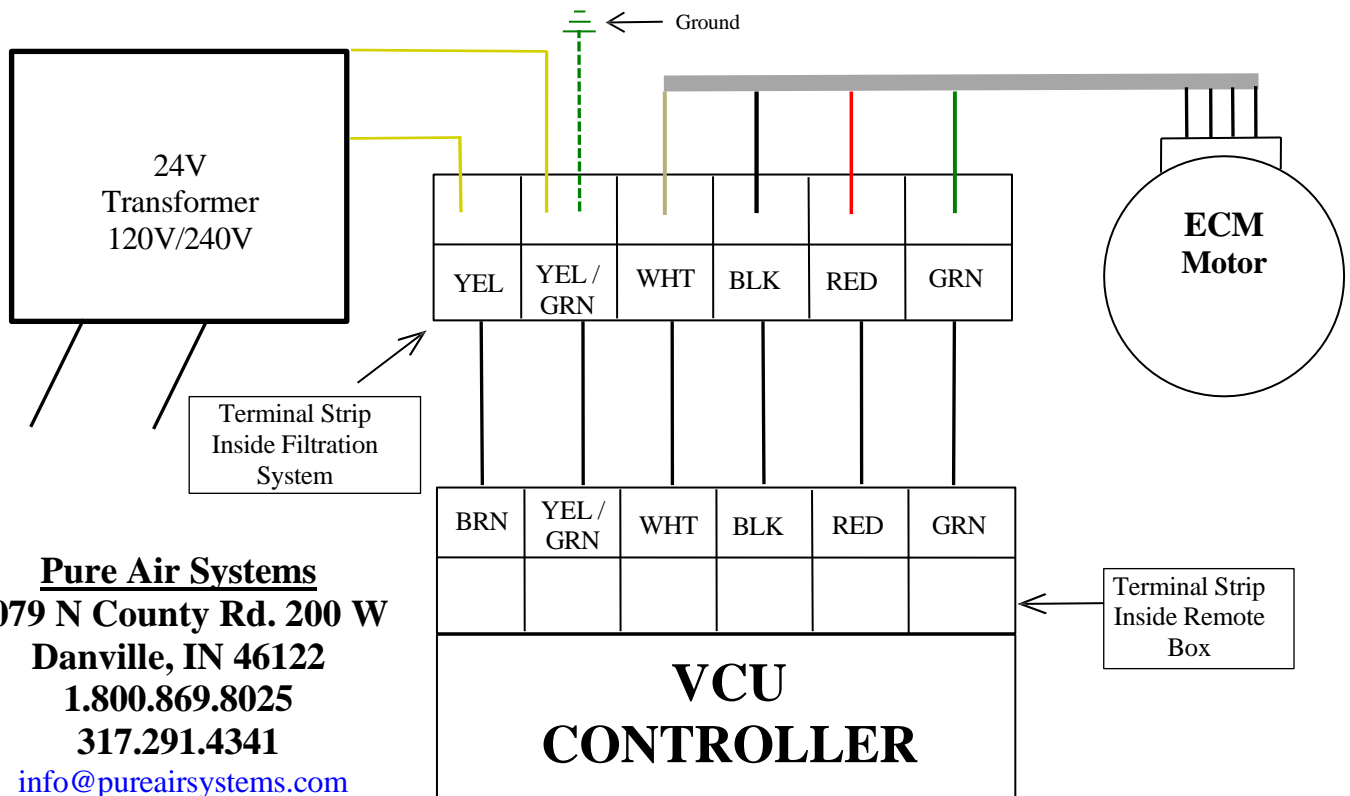 Ground
24V
Transformer
120V/240V
ECM
Motor
YEL
YEL /
GRN
WHT
BLK
RED
GRN
Terminal Strip
Inside Filtration
System
BRN
YEL /
GRN
WHT
BLK
RED
GRN
Terminal Strip
Inside Remote
Box
VCU
CONTROLLER
Pure Air Systems
079 N County Rd. 200 W
Danville, IN 46122
1.800.869.8025
317.291.4341
info@pureairsystems.com